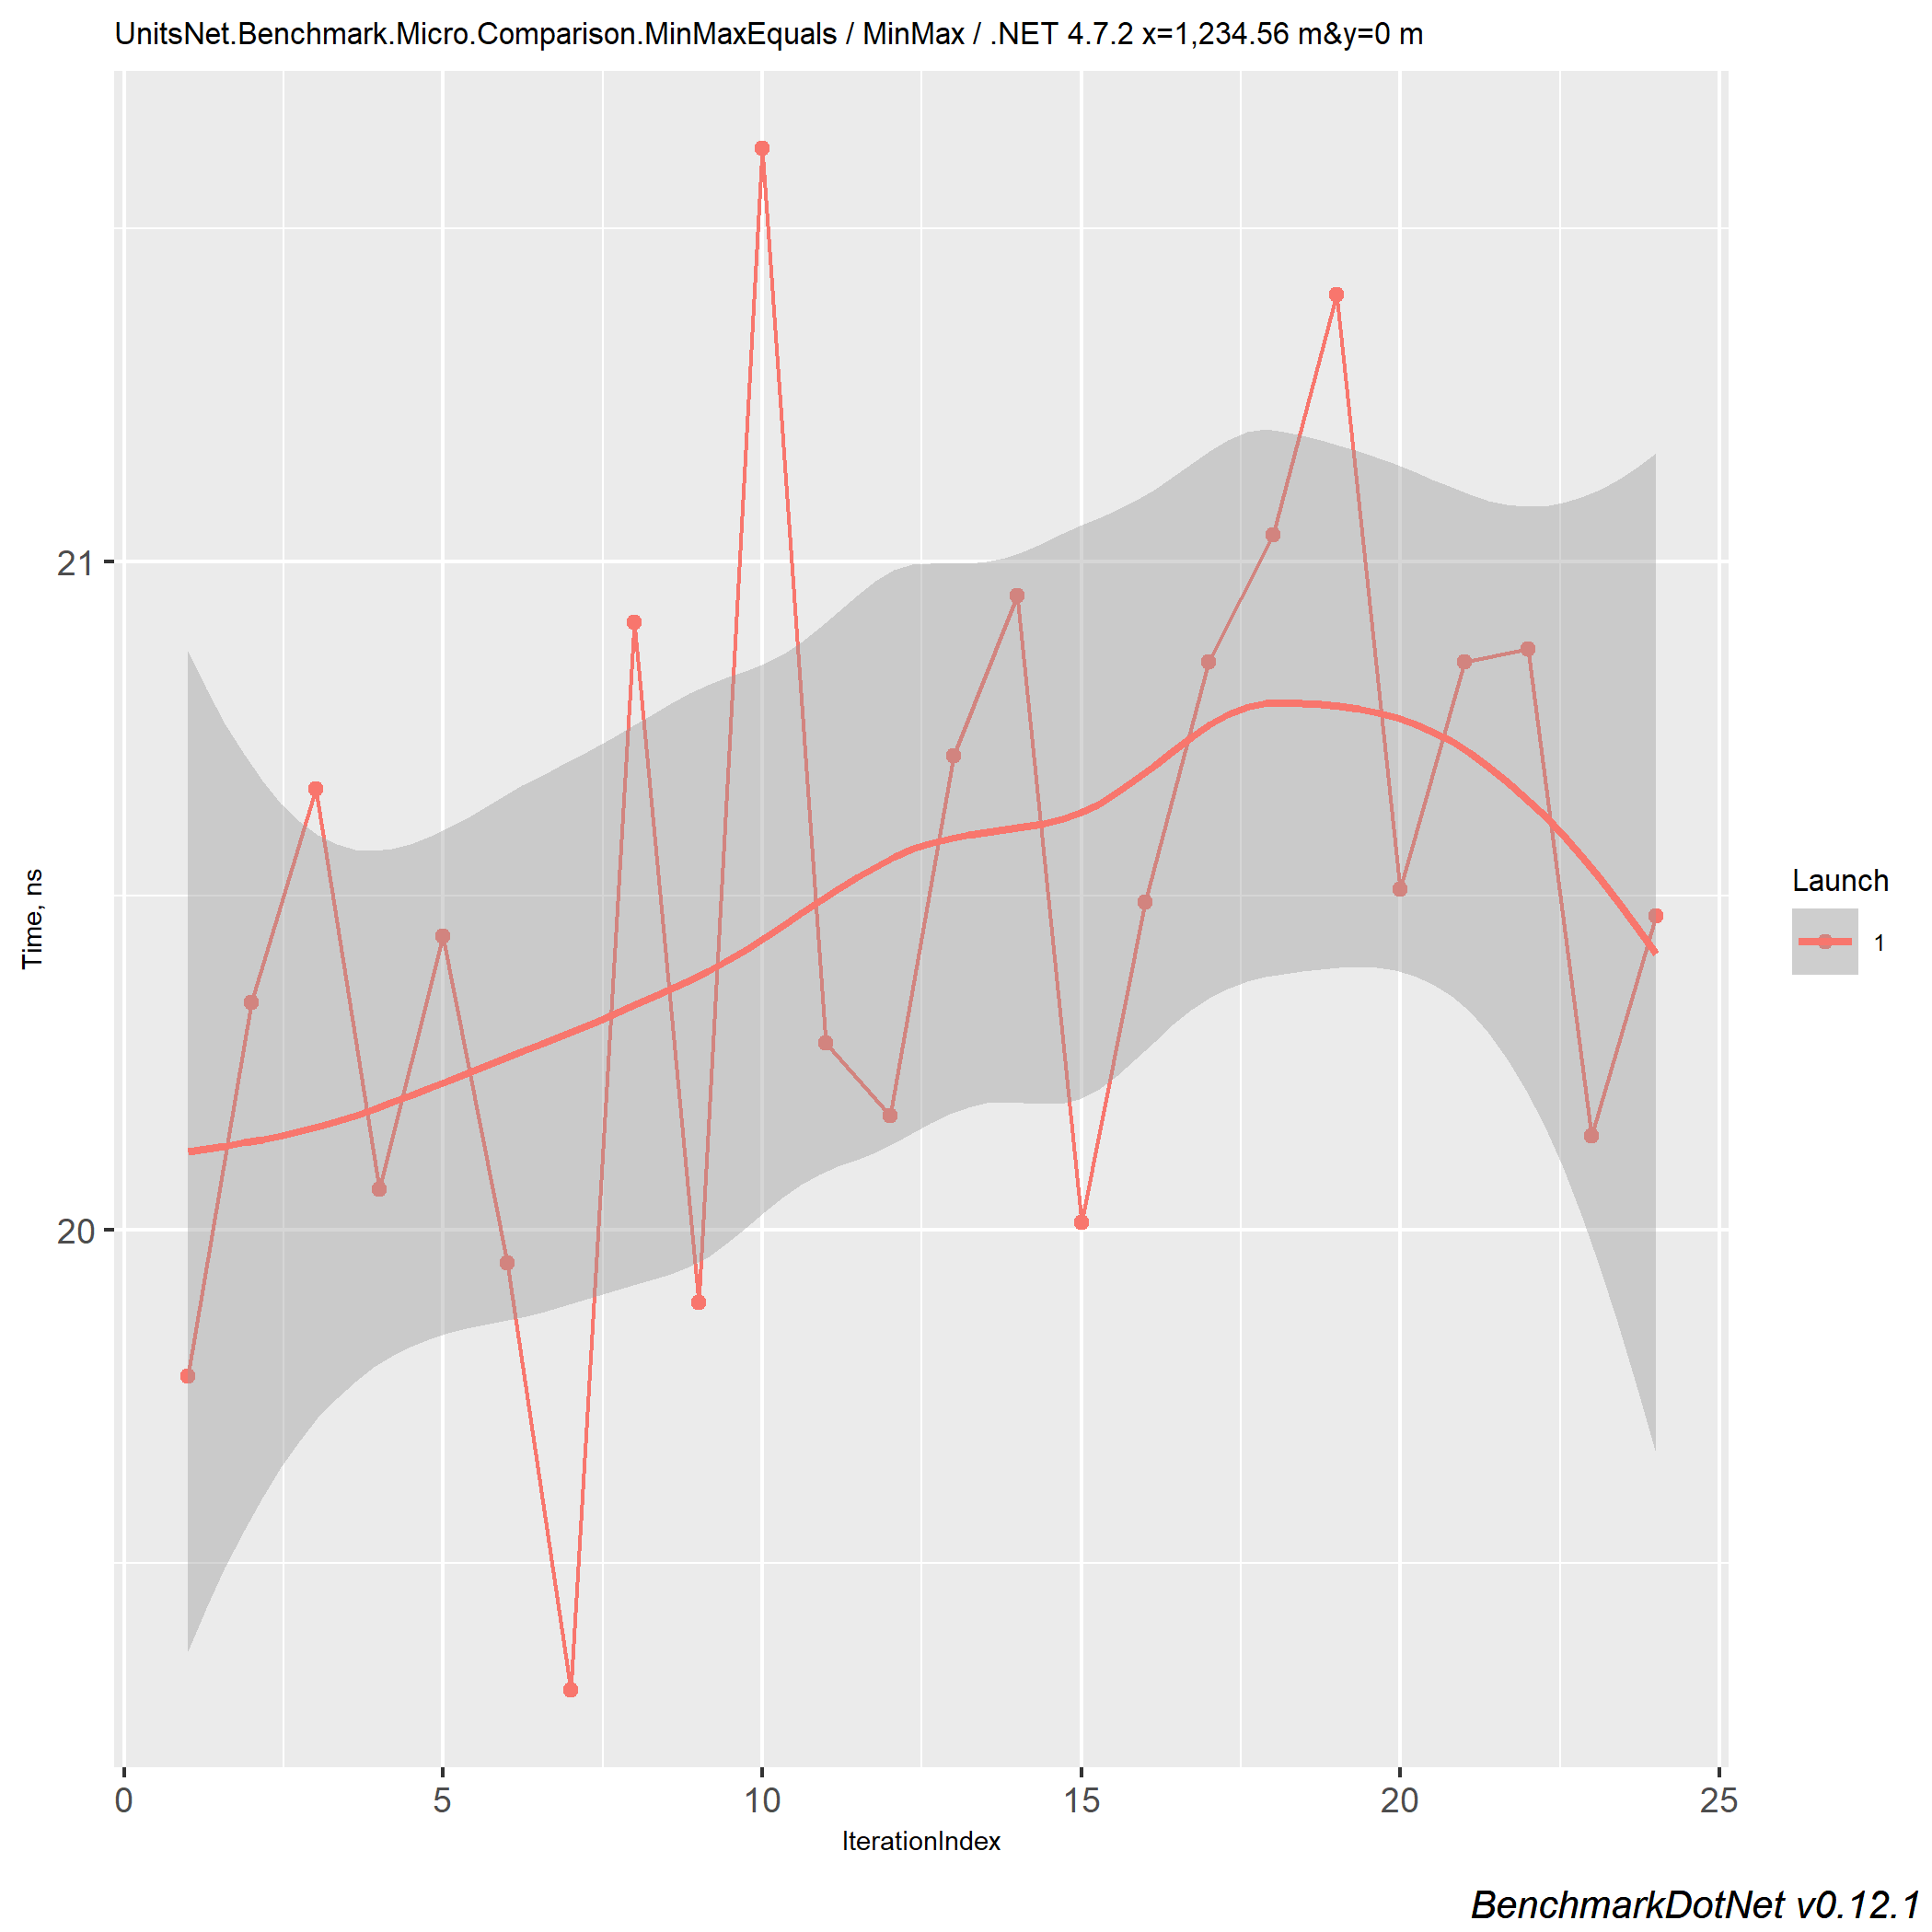 UnitsNet.Benchmark.Micro.Comparison.MinMaxEquals / MinMax / .NET 4.7.2 x=1,234.56 m&y=0 m
21
20
Time, ns
0 5 10 15 20 25
IterationIndex
Launch
1
BenchmarkDotNet v0.12.1